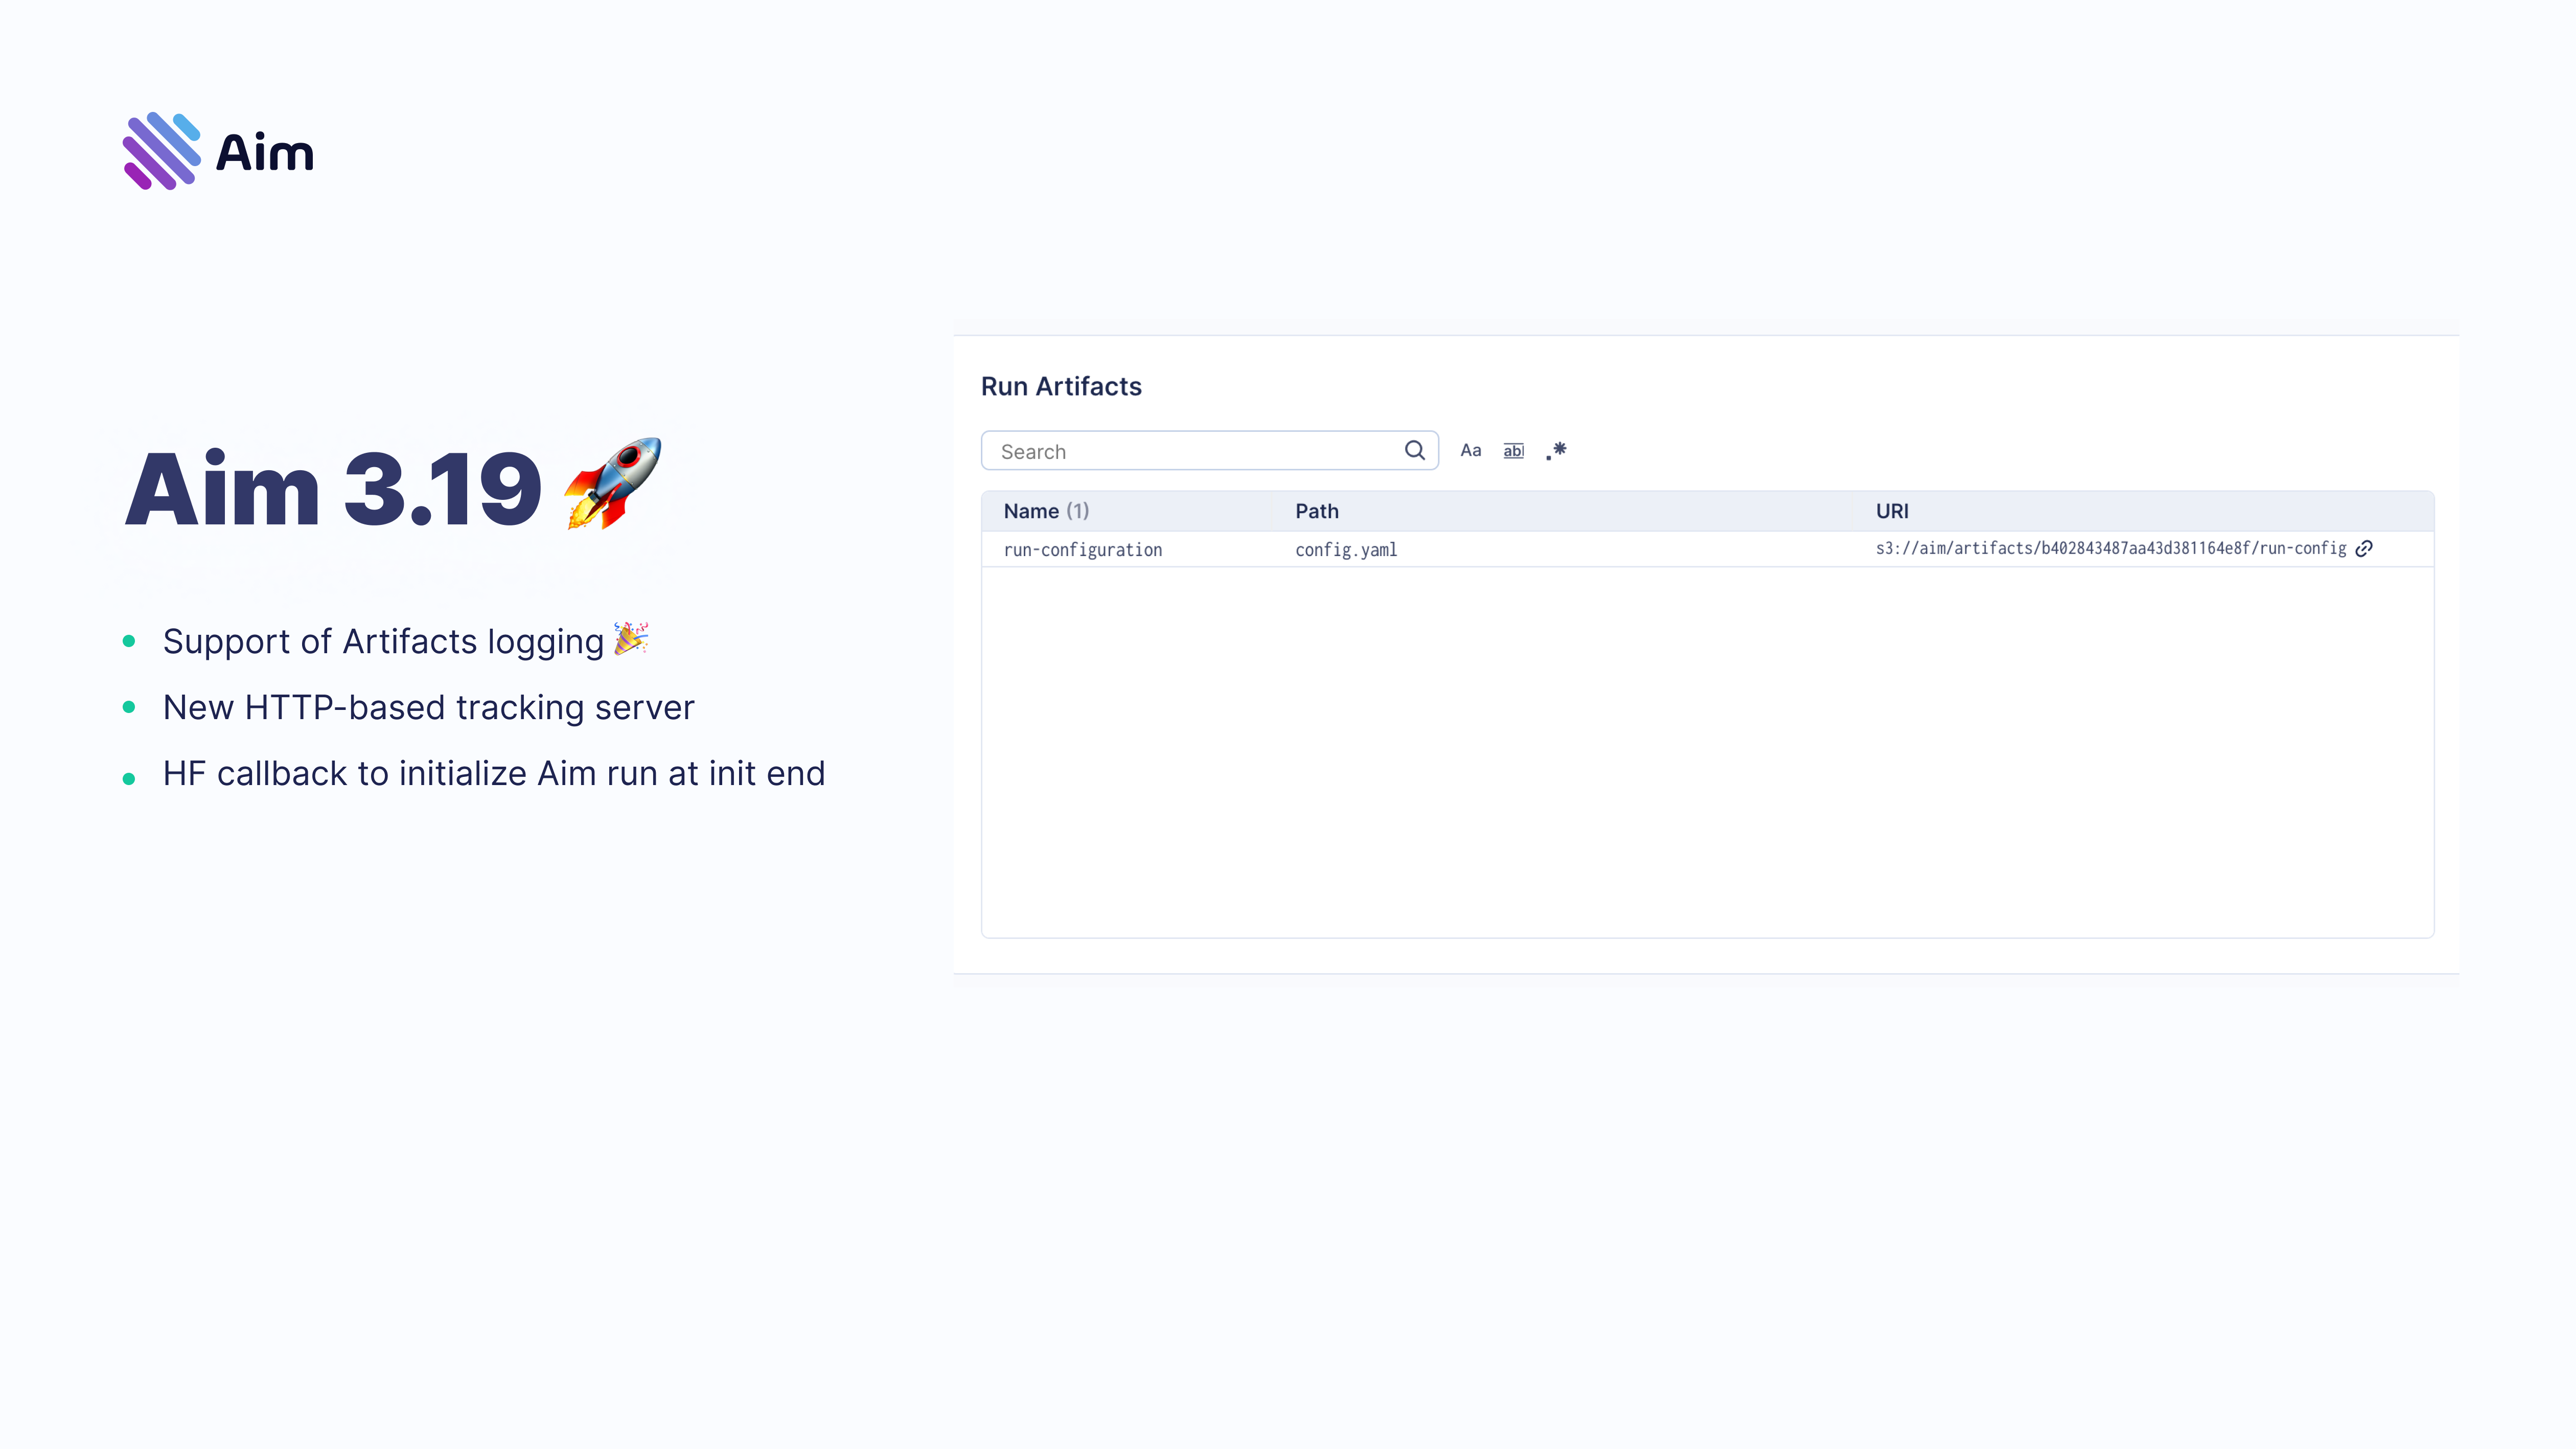 Aim
Aim 3.19 🚀
Support of Artifacts logging 🎉
New HTTP-based tracking server
HF callback to initialize Aim run at init end
Run Artifacts
Search
Aa
ab
.*
Name (1) Path URI
run-configuration config.yaml s3://aim/artifacts/b402843487aa43d381164e8f/run-config